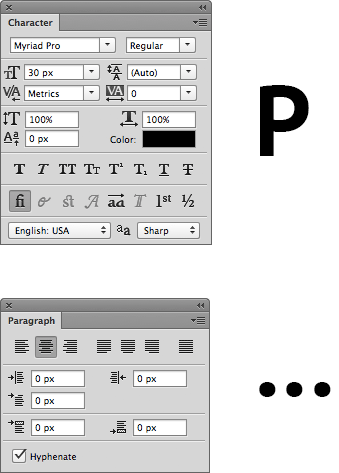 Character
P
Myriad Pro Regular
30 px (Auto)
Metrics 0
100% 100%
0 px Color:
T T TT Tt T¹ T₁ T T
fi σ st A aa T 1st ½
English: USA aa Sharp
Paragraph
0 px 0 px
0 px
...
0 px 0 px
Hyphenate